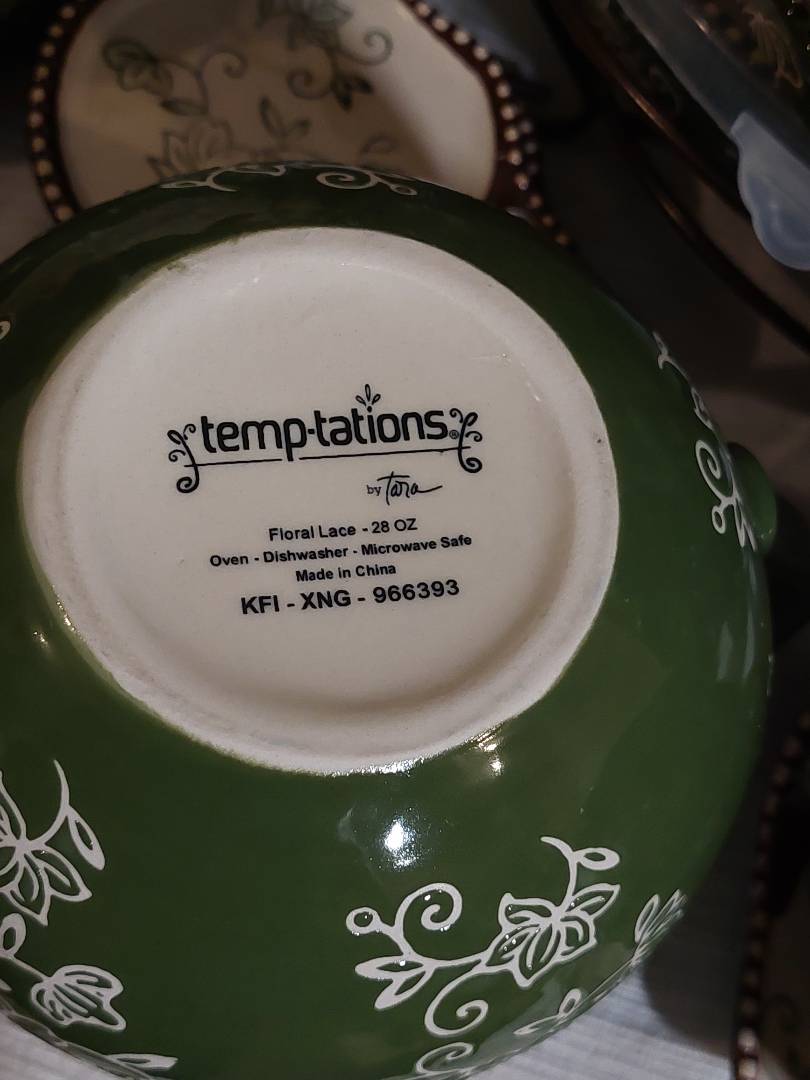 temp-tations®
by Tara
Floral Lace - 28 OZ
Oven - Dishwasher - Microwave Safe
Made in China
KFI - XNG - 966393